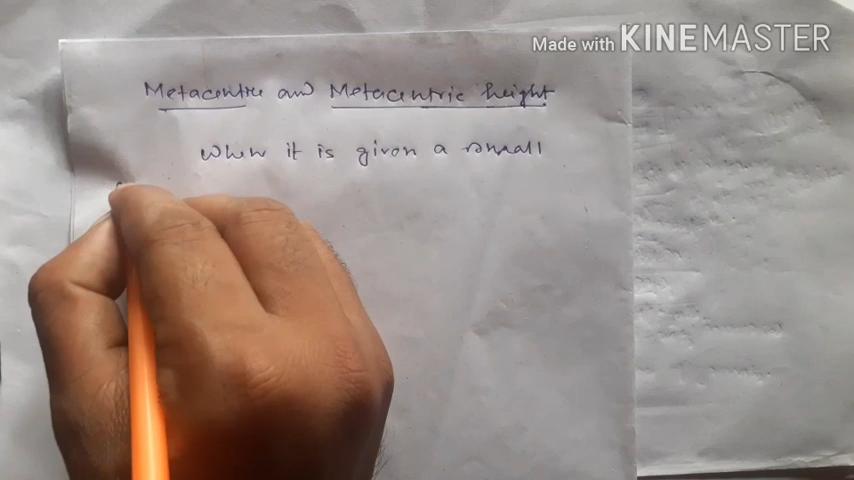 Made with KINEMASTER
Metacentre and Metacentric height
When it is given a small